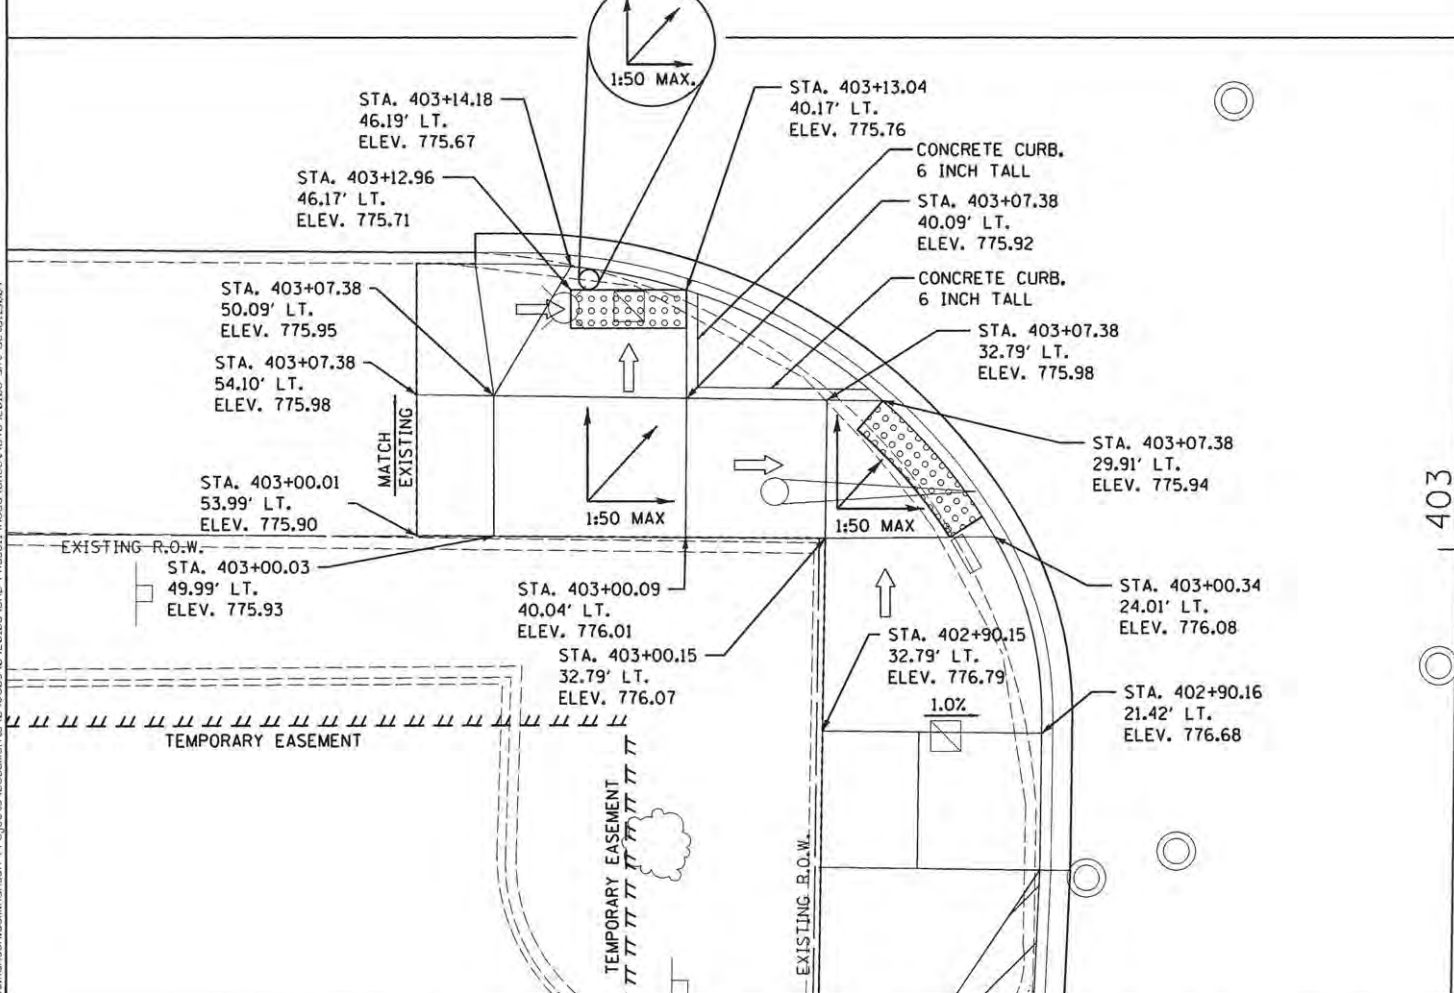 1:50 MAX.
STA. 403+14.18
46.19' LT.
ELEV. 775.67
STA. 403+13.04
40.17' LT.
ELEV. 775.76
CONCRETE CURB.
6 INCH TALL
STA. 403+12.96
46.17' LT.
ELEV. 775.71
STA. 403+07.38
40.09' LT.
ELEV. 775.92
CONCRETE CURB.
6 INCH TALL
STA. 403+07.38
50.09' LT.
ELEV. 775.95
STA. 403+07.38
32.79' LT.
ELEV. 775.98
STA. 403+07.38
54.10' LT.
ELEV. 775.98
MATCH
EXISTING
STA. 403+07.38
29.91' LT.
ELEV. 775.94
STA. 403+00.01
53.99' LT.
ELEV. 775.90
1:50 MAX
1:50 MAX
403
EXISTING R.O.W.
STA. 403+00.03
49.99' LT.
ELEV. 775.93
STA. 403+00.09
40.04' LT.
ELEV. 776.01
STA. 403+00.34
24.01' LT.
ELEV. 776.08
STA. 403+00.15
32.79' LT.
ELEV. 776.07
STA. 402+90.15
32.79' LT.
ELEV. 776.79
1.0%
STA. 402+90.16
21.42' LT.
ELEV. 776.68
TEMPORARY EASEMENT
TEMPORARY EASEMENT
EXISTING R.O.W.